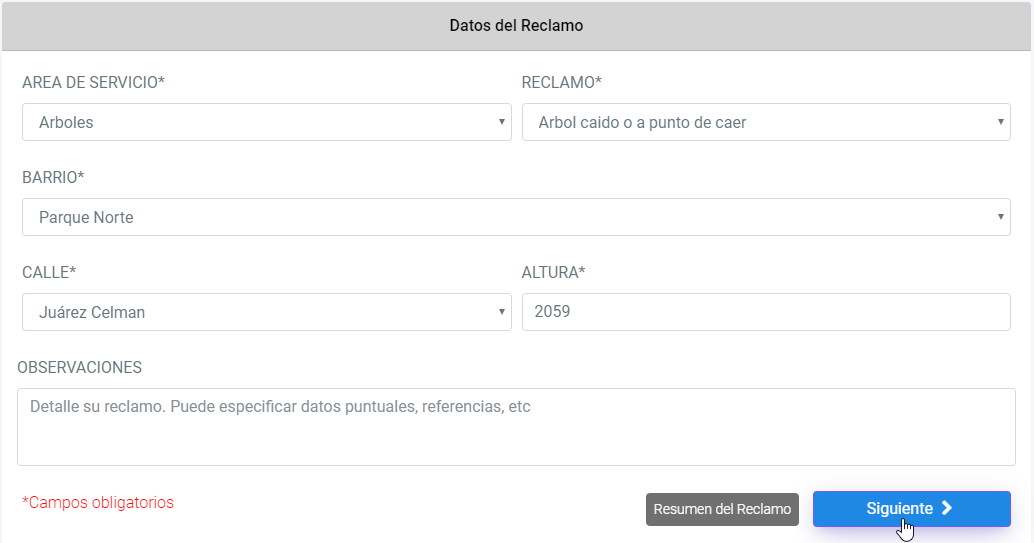 Datos del Reclamo
AREA DE SERVICIO* RECLAMO*
Arboles Arbol caido o a punto de caer
BARRIO*
Parque Norte
CALLE* ALTURA*
Juárez Celman 2059
OBSERVACIONES
Detalle su reclamo. Puede especificar datos puntuales, referencias, etc
*Campos obligatorios Resumen del Reclamo Siguiente